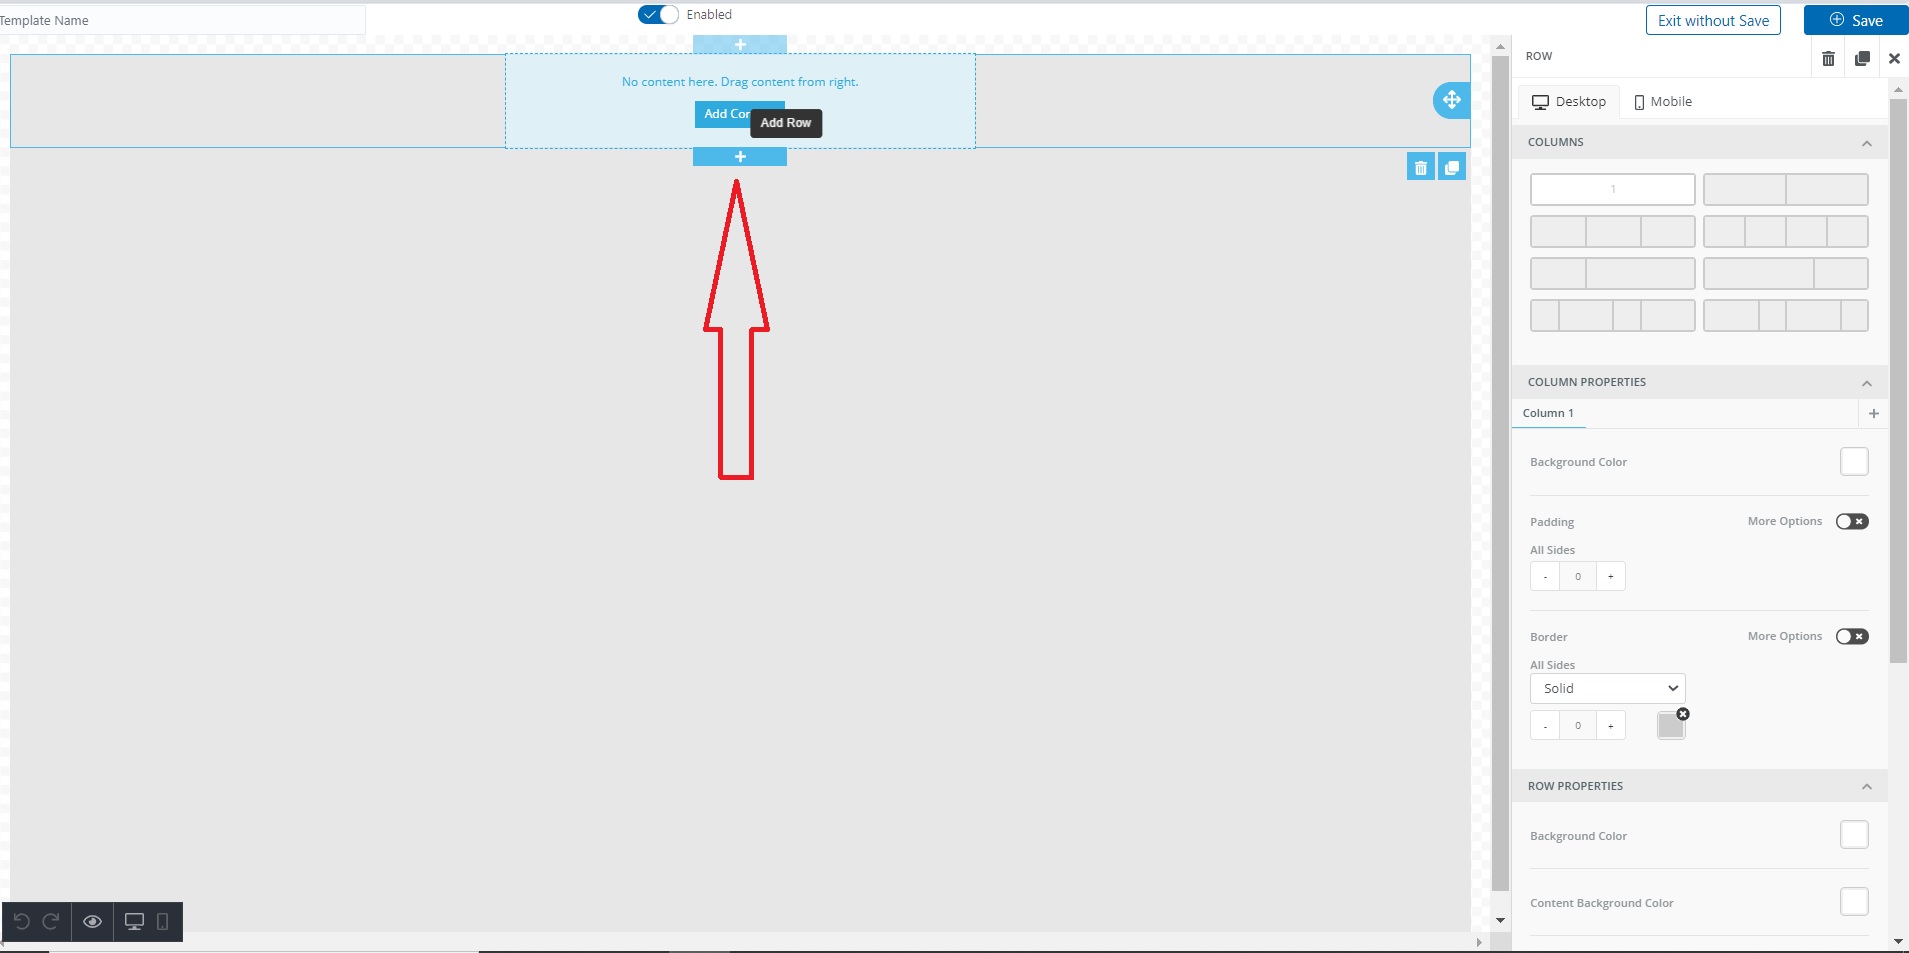 Template Name
Enabled
Exit without Save
Save
ROW
No content here. Drag content from right.
Add Row
Desktop
Mobile
COLUMNS
1
COLUMN PROPERTIES
Column 1
Background Color
Padding
More Options
All Sides
- 0 +
Border
More Options
All Sides
Solid
- 0 +
ROW PROPERTIES
Background Color
Content Background Color